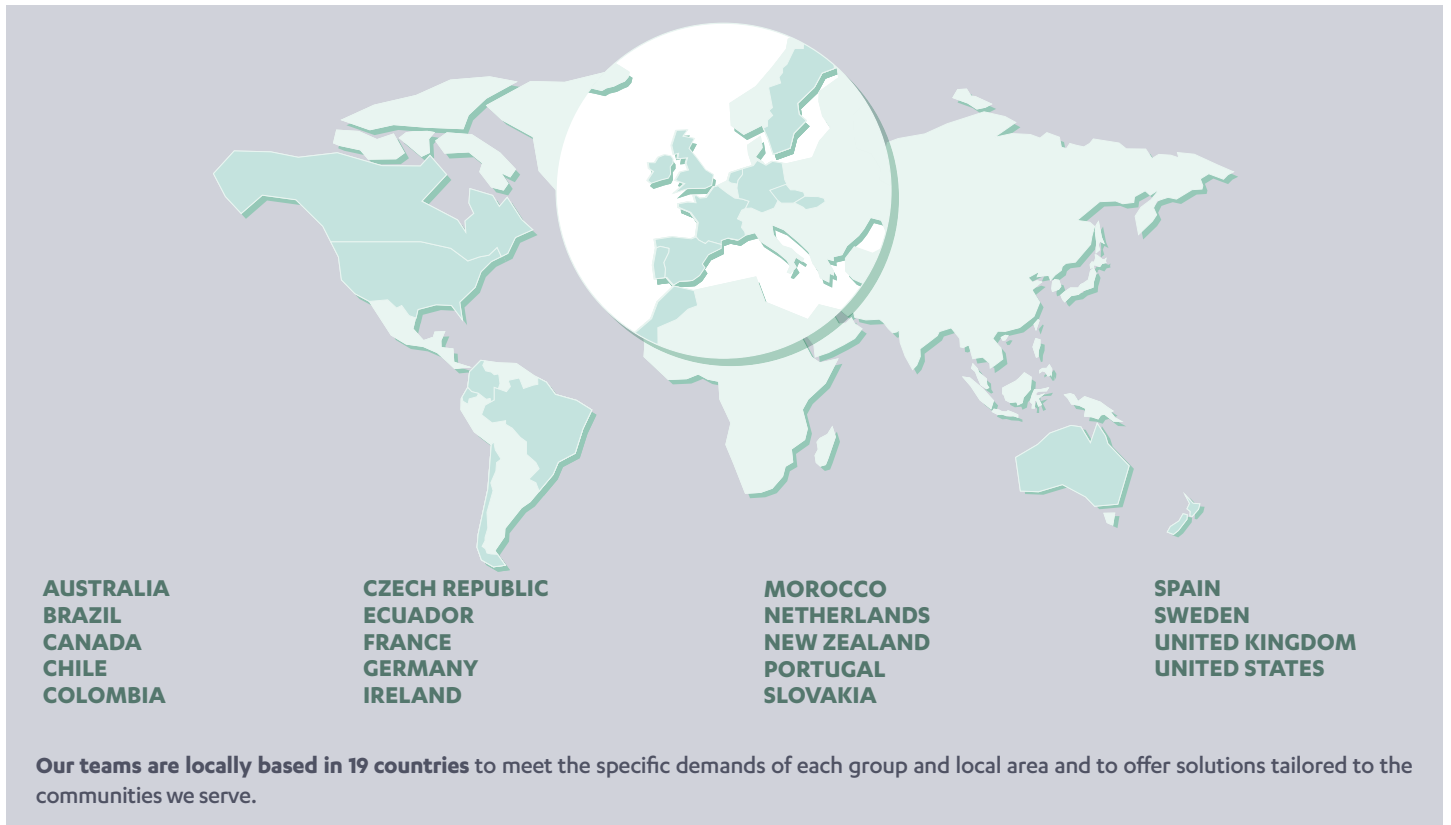 AUSTRALIA
BRAZIL
CANADA
CHILE
COLOMBIA
CZECH REPUBLIC
ECUADOR
FRANCE
GERMANY
IRELAND
MOROCCO
NETHERLANDS
NEW ZEALAND
PORTUGAL
SLOVAKIA
SPAIN
SWEDEN
UNITED KINGDOM
UNITED STATES
Our teams are locally based in 19 countries to meet the specific demands of each group and local area and to offer solutions tailored to the
communities we serve.